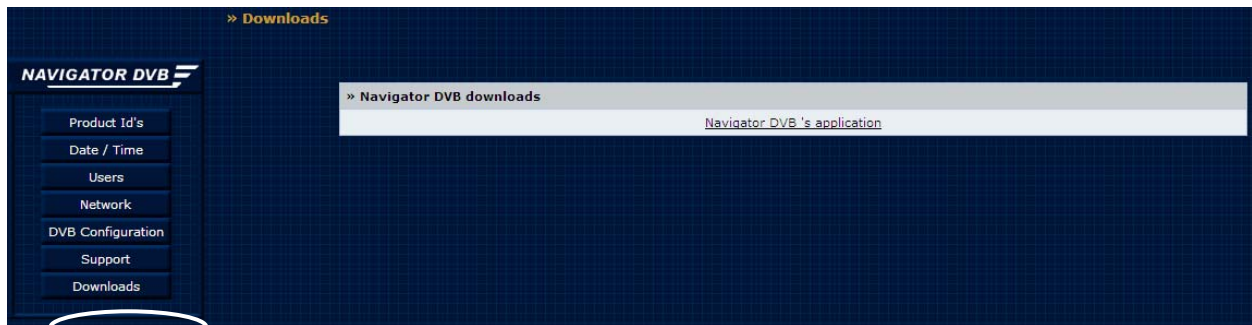 » Downloads
NAVIGATOR DVB
» Navigator DVB downloads
Navigator DVB 's application
Product Id's
Date / Time
Users
Network
DVB Configuration
Support
Downloads